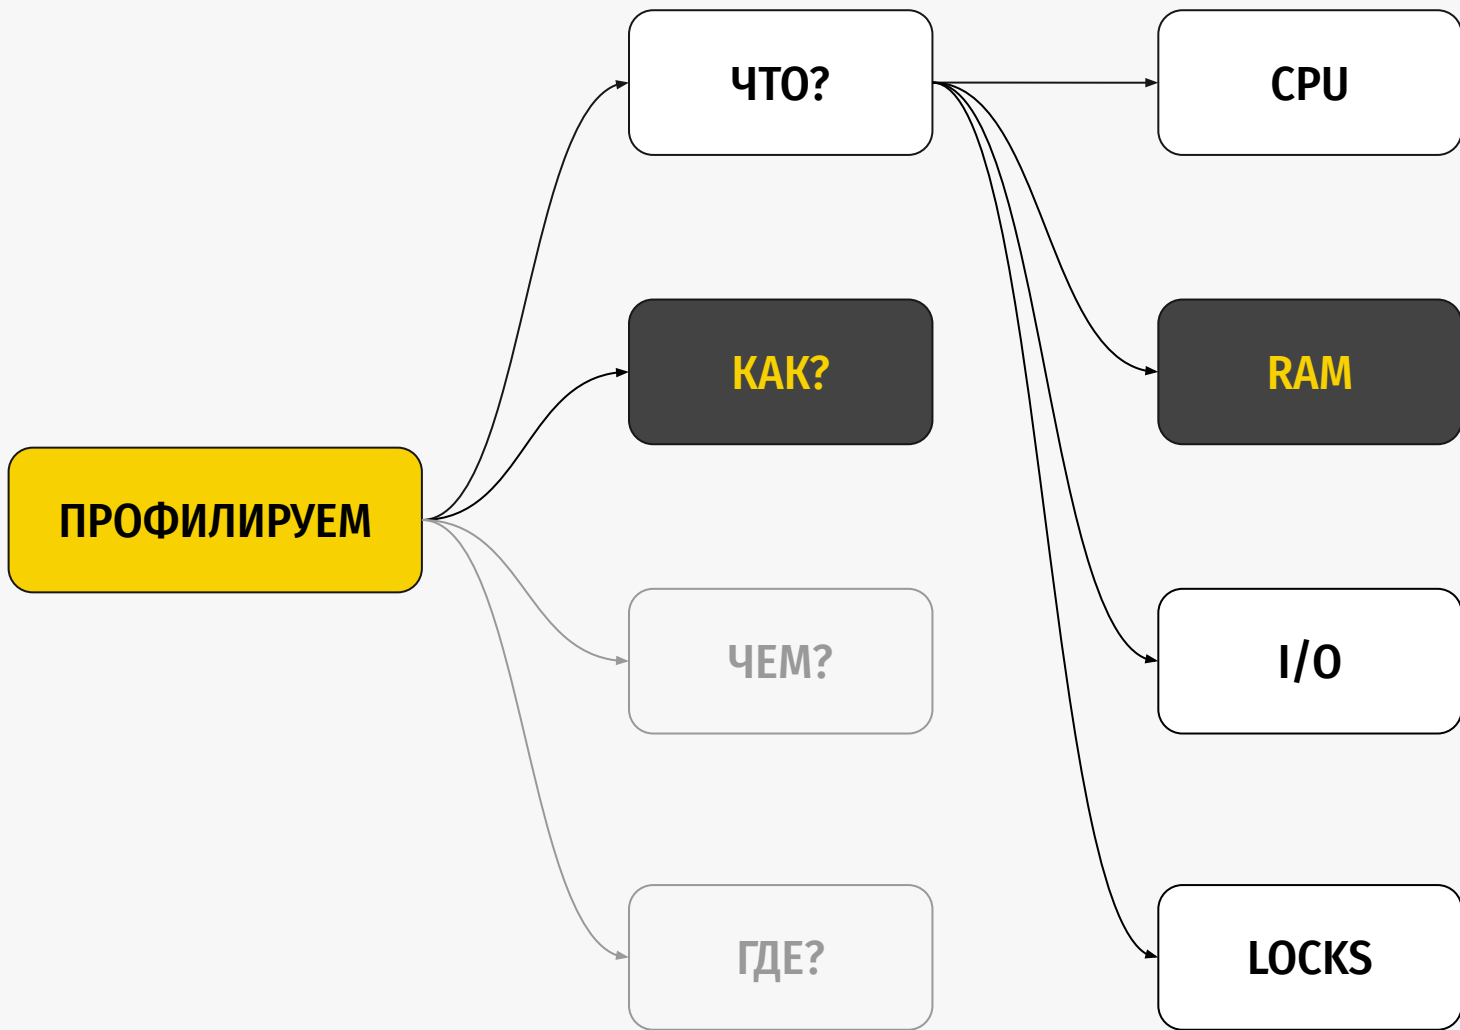 ПРОФИЛИРУЕМ
ЧТО?
КАК?
ЧЕМ?
ГДЕ?
CPU
RAM
I/O
LOCKS